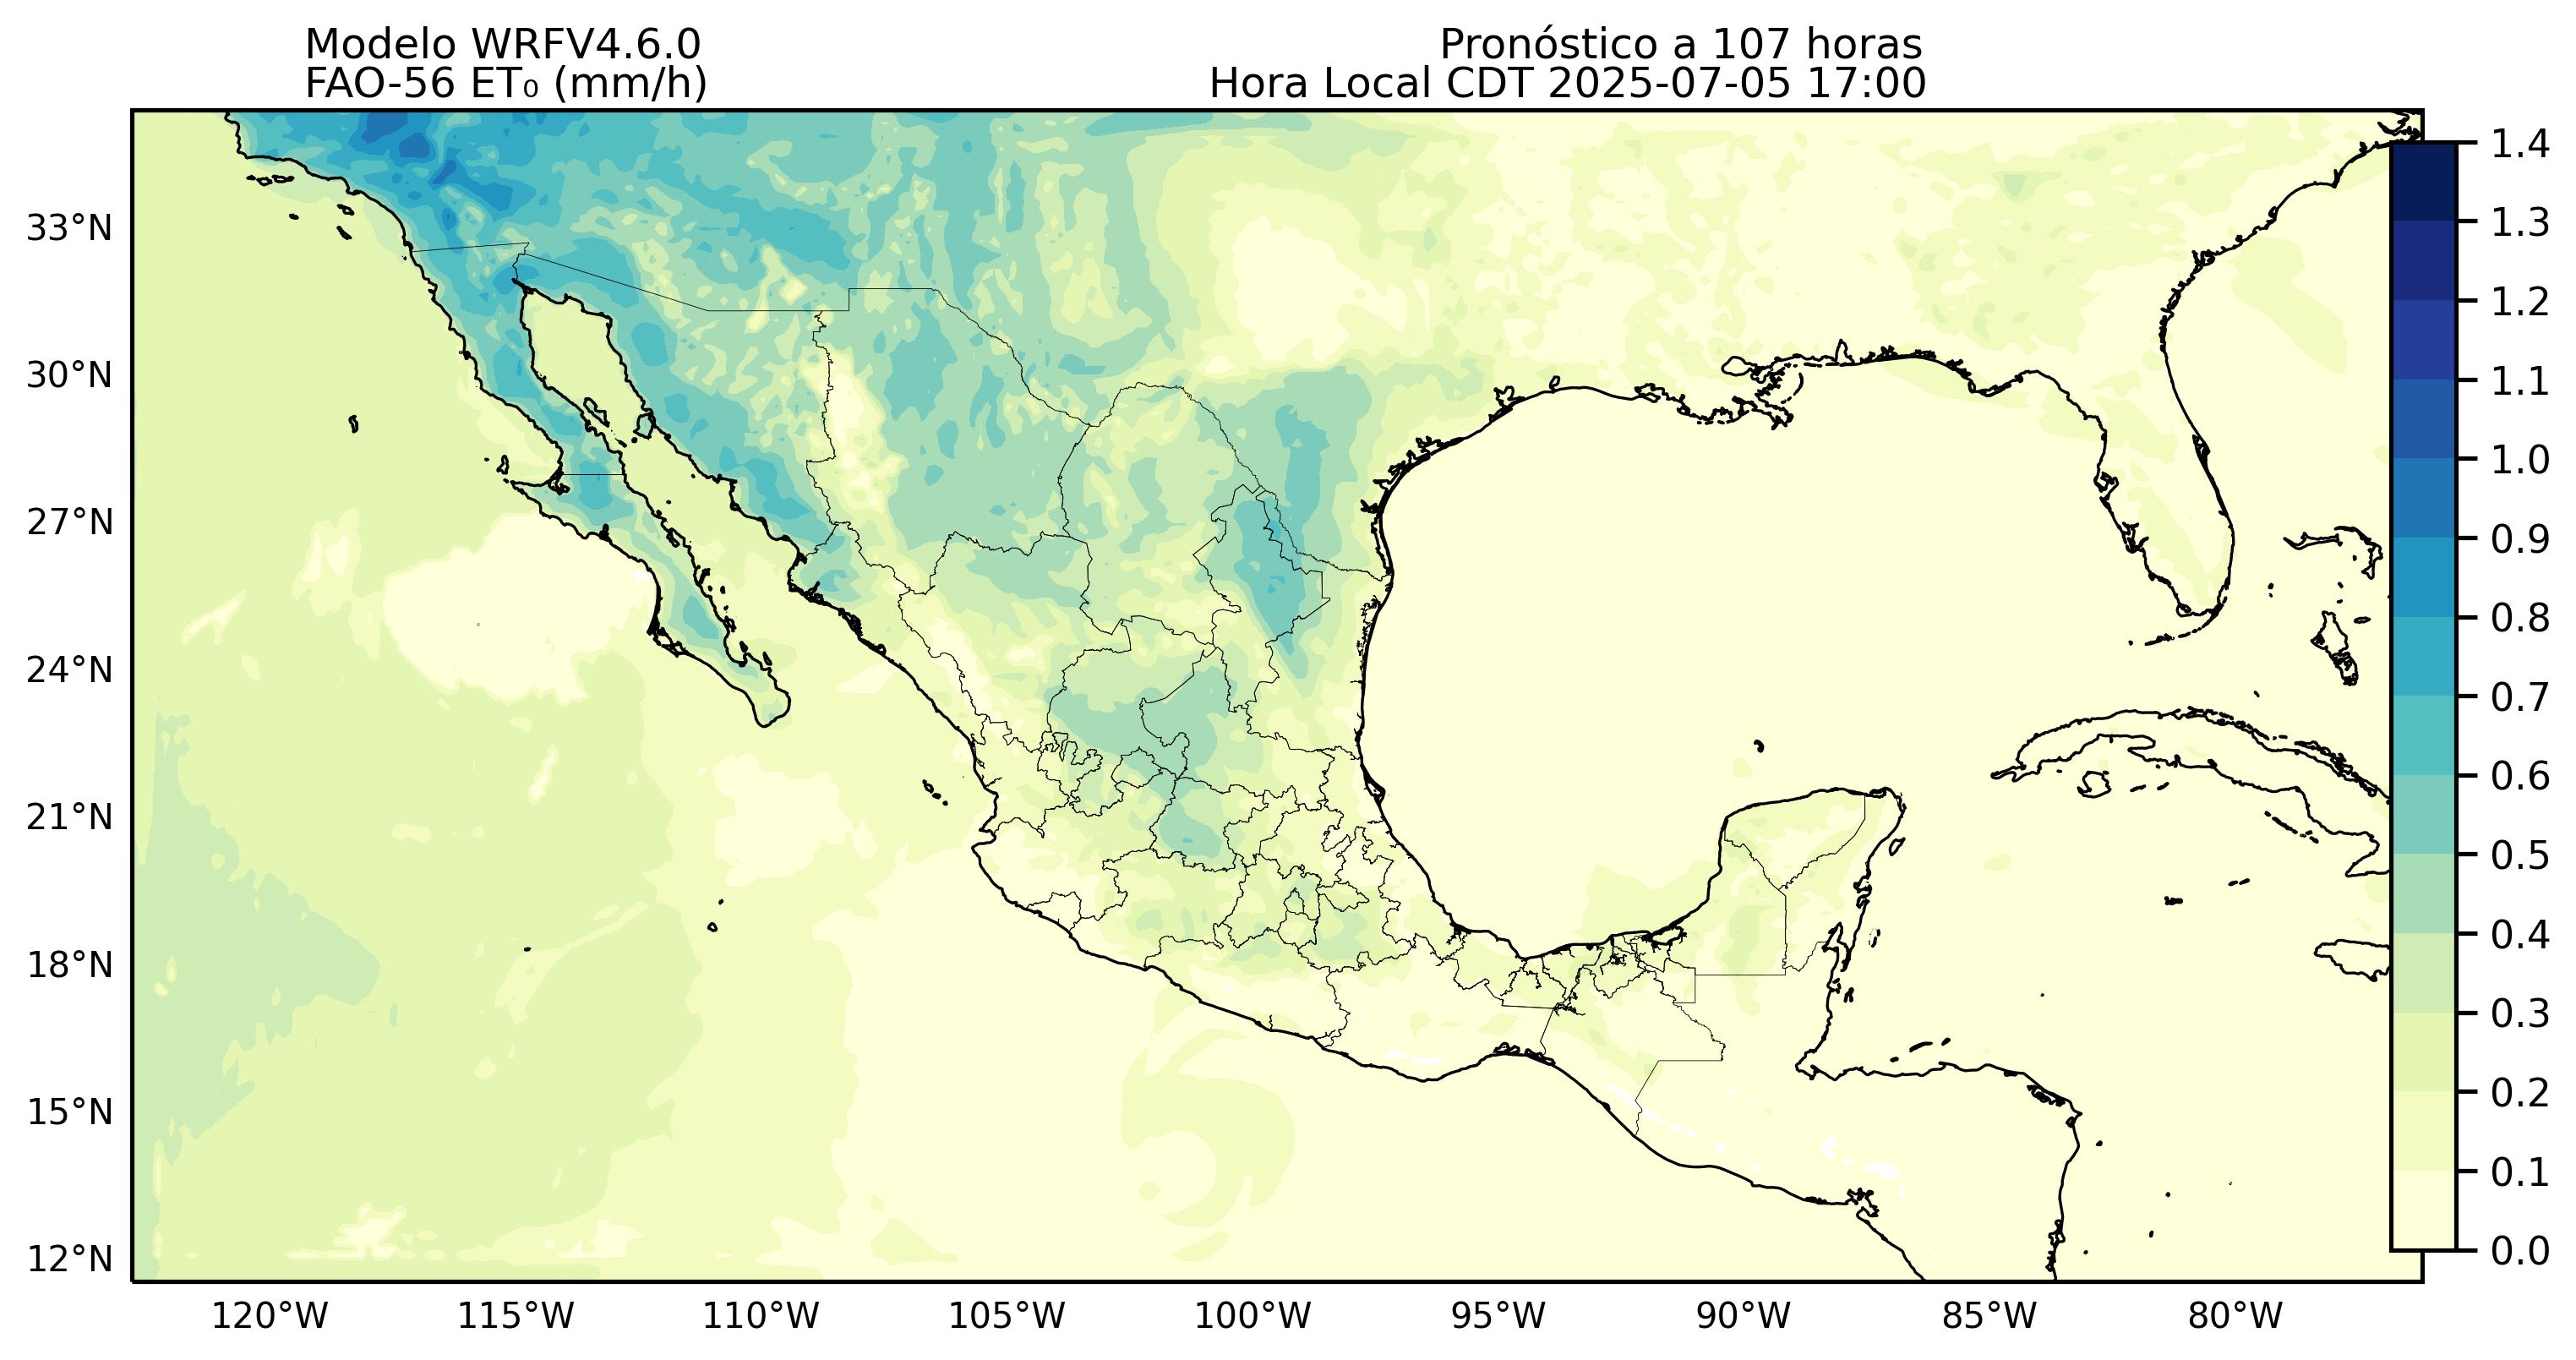 Modelo WRFV4.6.0
FAO-56 ET₀ (mm/h)
Pronóstico a 107 horas
Hora Local CDT 2025-07-05 17:00
33°N
30°N
27°N
24°N
21°N
18°N
15°N
12°N
120°W
115°W
110°W
105°W
100°W
95°W
90°W
85°W
80°W
1.4
1.3
1.2
1.1
1.0
0.9
0.8
0.7
0.6
0.5
0.4
0.3
0.2
0.1
0.0